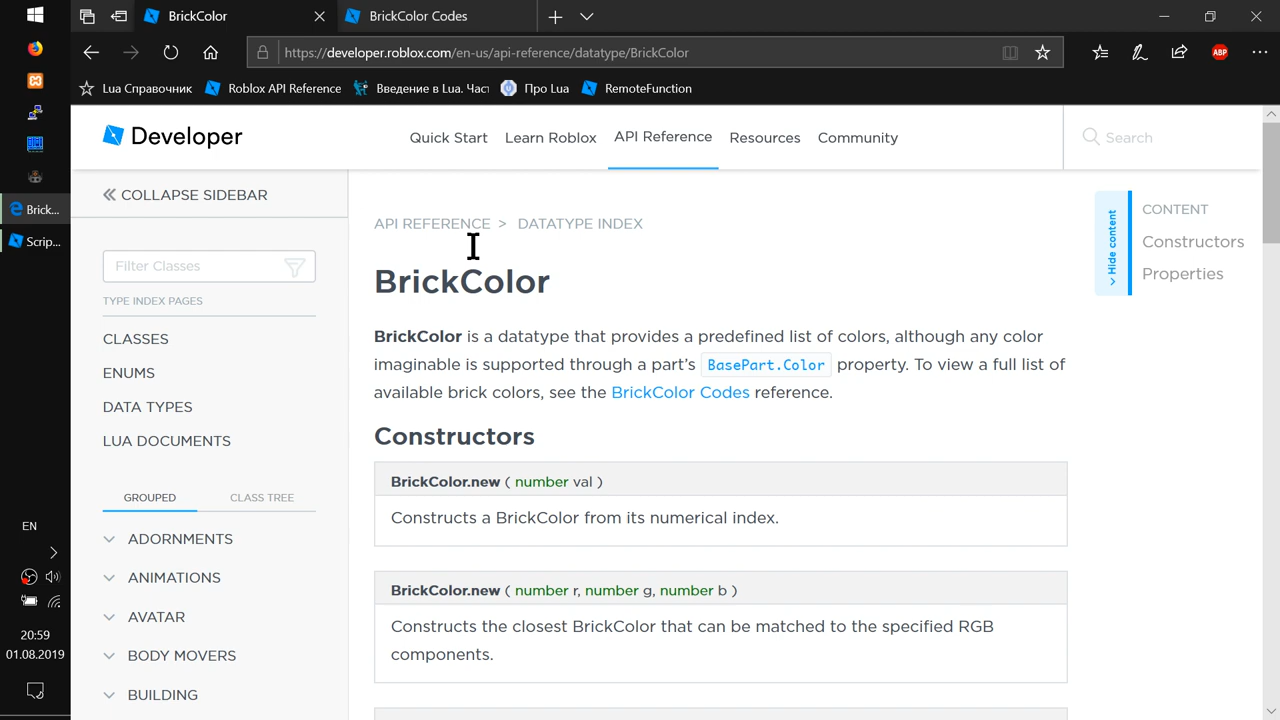 BrickColor
BrickColor Codes
https://developer.roblox.com/en-us/api-reference/datatype/BrickColor
ABP
Lua Справочник
Roblox API Reference
Введение в Lua. Част
Про Lua
RemoteFunction
Developer
Quick Start
Learn Roblox
API Reference
Resources
Community
Search
COLLAPSE SIDEBAR
Filter Classes
TYPE INDEX PAGES
CLASSES
ENUMS
DATA TYPES
LUA DOCUMENTS
GROUPED
CLASS TREE
ADORNMENTS
ANIMATIONS
AVATAR
BODY MOVERS
BUILDING
API REFERENCE > DATATYPE INDEX
BrickColor
BrickColor is a datatype that provides a predefined list of colors, although any color
imaginable is supported through a part's BasePart.Color property. To view a full list of
available brick colors, see the BrickColor Codes reference.
Constructors
BrickColor.new ( number val )
Constructs a BrickColor from its numerical index.
BrickColor.new ( number r, number g, number b )
Constructs the closest BrickColor that can be matched to the specified RGB
components.
Hide content
CONTENT
Constructors
Properties
Brick...
Scrip...
EN
20:59
01.08.2019